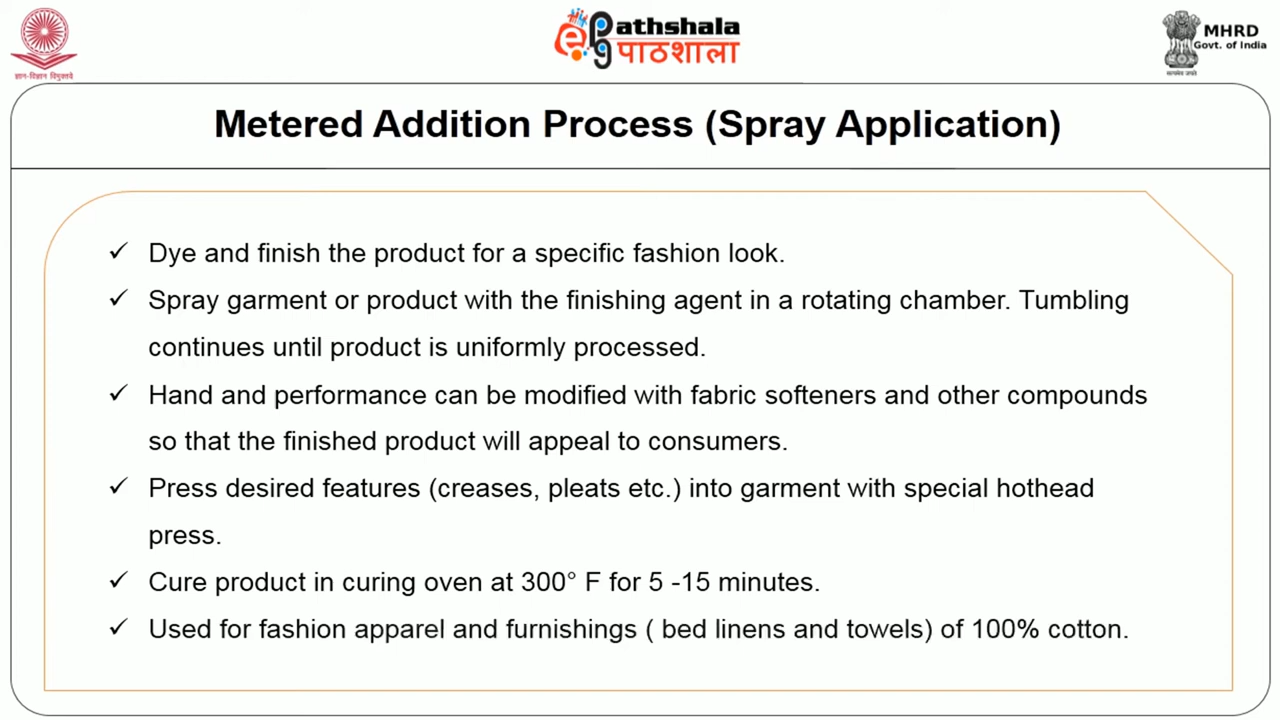 ज्ञान-विज्ञान विमुक्तये
ePathshala
पाठशाला
MHRD
Govt. of India
सत्यमेव जयते
Metered Addition Process (Spray Application)
✓ Dye and finish the product for a specific fashion look.
✓ Spray garment or product with the finishing agent in a rotating chamber. Tumbling
continues until product is uniformly processed.
✓ Hand and performance can be modified with fabric softeners and other compounds
so that the finished product will appeal to consumers.
✓ Press desired features (creases, pleats etc.) into garment with special hothead
press.
✓ Cure product in curing oven at 300° F for 5 -15 minutes.
✓ Used for fashion apparel and furnishings ( bed linens and towels) of 100% cotton.